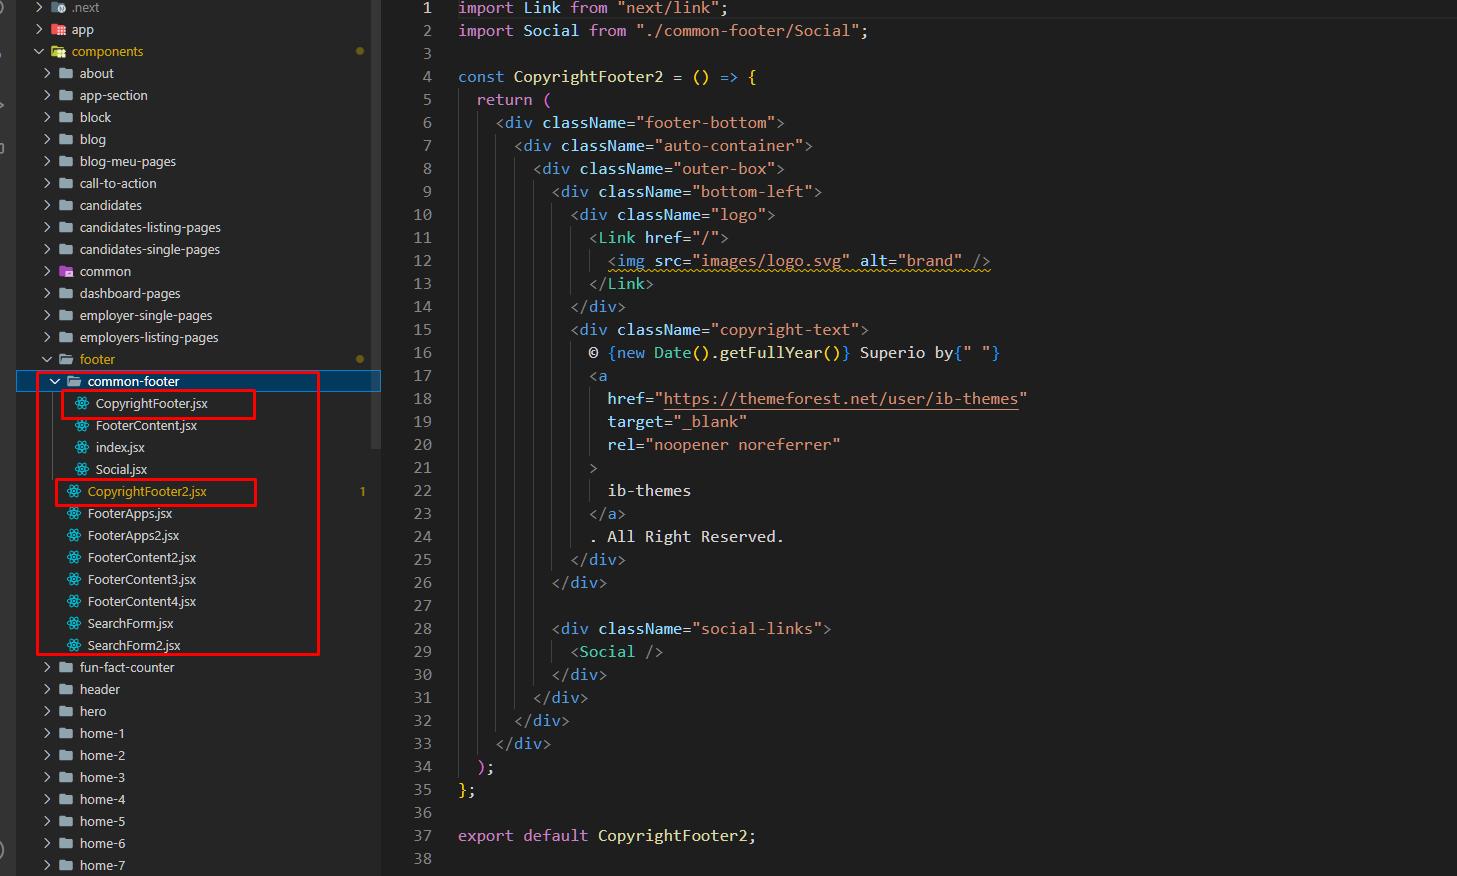 .next
app
components
about
app-section
block
blog
blog-meu-pages
call-to-action
candidates
candidates-listing-pages
candidates-single-pages
common
dashboard-pages
employer-single-pages
employers-listing-pages
footer
common-footer
CopyrightFooter.jsx
FooterContent.jsx
index.jsx
Social.jsx
CopyrightFooter2.jsx 1
FooterApps.jsx
FooterApps2.jsx
FooterContent2.jsx
FooterContent3.jsx
FooterContent4.jsx
SearchForm.jsx
SearchForm2.jsx
fun-fact-counter
header
hero
home-1
home-2
home-3
home-4
home-5
home-6
home-7
1 import Link from "next/link";
2 import Social from "./common-footer/Social";
3
4 const CopyrightFooter2 = () => {
5 return (
6 <div className="footer-bottom">
7 <div className="auto-container">
8 <div className="outer-box">
9 <div className="bottom-left">
10 <div className="logo">
11 <Link href="/">
12 <img src="images/logo.svg" alt="brand" />
13 </Link>
14 </div>
15 <div className="copyright-text">
16 © {new Date().getFullYear()} Superio by{" "}
17 <a
18 href="https://themeforest.net/user/ib-themes"
19 target="_blank"
20 rel="noopener noreferrer"
21 >
22 ib-themes
23 </a>
24 . All Right Reserved.
25 </div>
26 </div>
27
28 <div className="social-links">
29 <Social />
30 </div>
31 </div>
32 </div>
33 </div>
34 );
35 };
36
37 export default CopyrightFooter2;
38